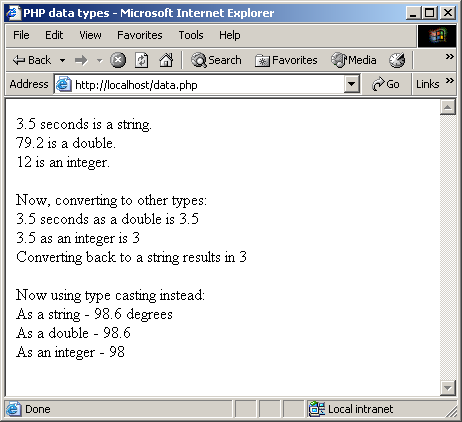 PHP data types - Microsoft Internet Explorer
File Edit View Favorites Tools Help
Back Search Favorites Media
Address http://localhost/data.php Go Links
3.5 seconds is a string.
79.2 is a double.
12 is an integer.
Now, converting to other types:
3.5 seconds as a double is 3.5
3.5 as an integer is 3
Converting back to a string results in 3
Now using type casting instead:
As a string - 98.6 degrees
As a double - 98.6
As an integer - 98
Done Local intranet